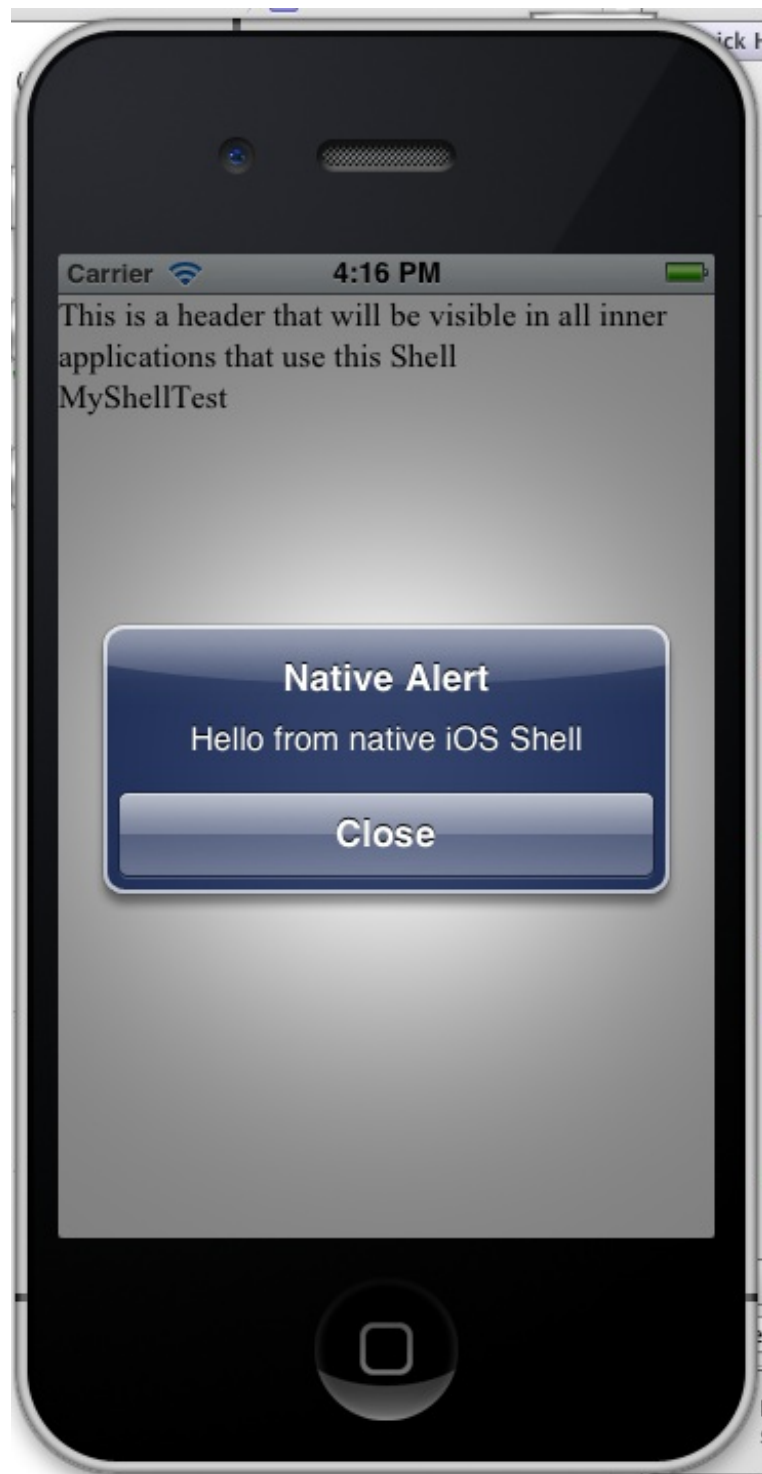 ick H
Carrier 4:16 PM
This is a header that will be visible in all inner
applications that use this Shell
MyShellTest
Native Alert
Hello from native iOS Shell
Close